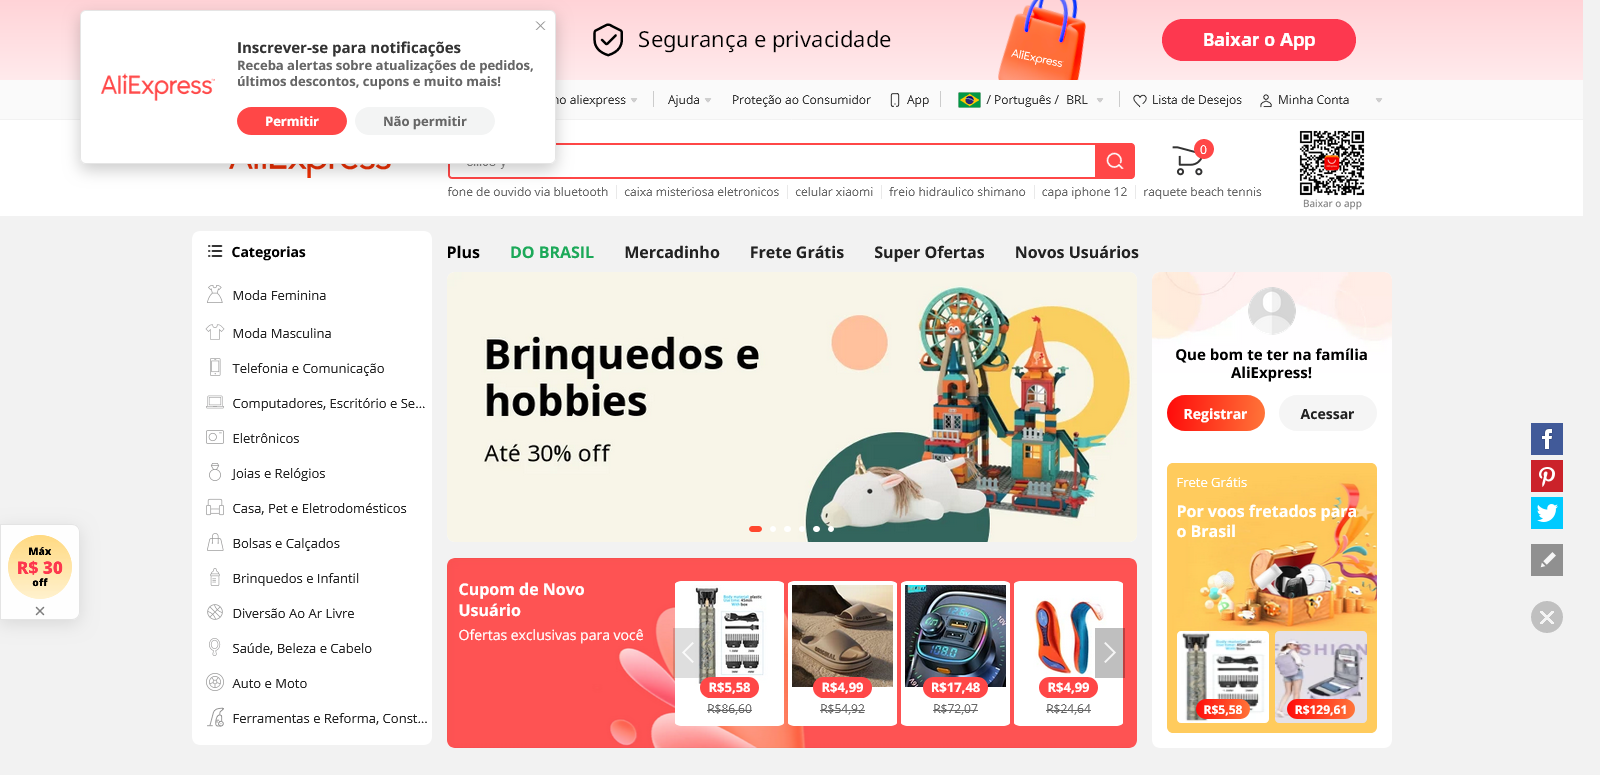 Segurança e privacidade
AliExpress
Baixar o App
Inscrever-se para notificações
Receba alertas sobre atualizações de pedidos,
últimos descontos, cupons e muito mais!
AliExpress
Permitir
Não permitir
no aliexpress
Ajuda
Proteção ao Consumidor
App
/ Português / BRL
Lista de Desejos
Minha Conta
AliExpress
0
fone de ouvido via bluetooth
caixa misteriosa eletronicos
celular xiaomi
freio hidraulico shimano
capa iphone 12
raquete beach tennis
Baixar o app
Categorias
Moda Feminina
Moda Masculina
Telefonia e Comunicação
Computadores, Escritório e Se...
Eletrônicos
Joias e Relógios
Casa, Pet e Eletrodomésticos
Bolsas e Calçados
Brinquedos e Infantil
Diversão Ao Ar Livre
Saúde, Beleza e Cabelo
Auto e Moto
Ferramentas e Reforma, Const...
Plus
DO BRASIL
Mercadinho
Frete Grátis
Super Ofertas
Novos Usuários
Brinquedos e
hobbies
Até 30% off
Cupom de Novo
Usuário
Ofertas exclusivas para você
R$5,58
R$86,60
R$4,99
R$54,92
108.0
R$17,48
R$72,07
R$4,99
R$24,64
Que bom te ter na família
AliExpress!
Registrar
Acessar
Frete Grátis
Por voos fretados para
o Brasil
R$5,58
FASHION
R$129,61
Máx
R$ 30
off